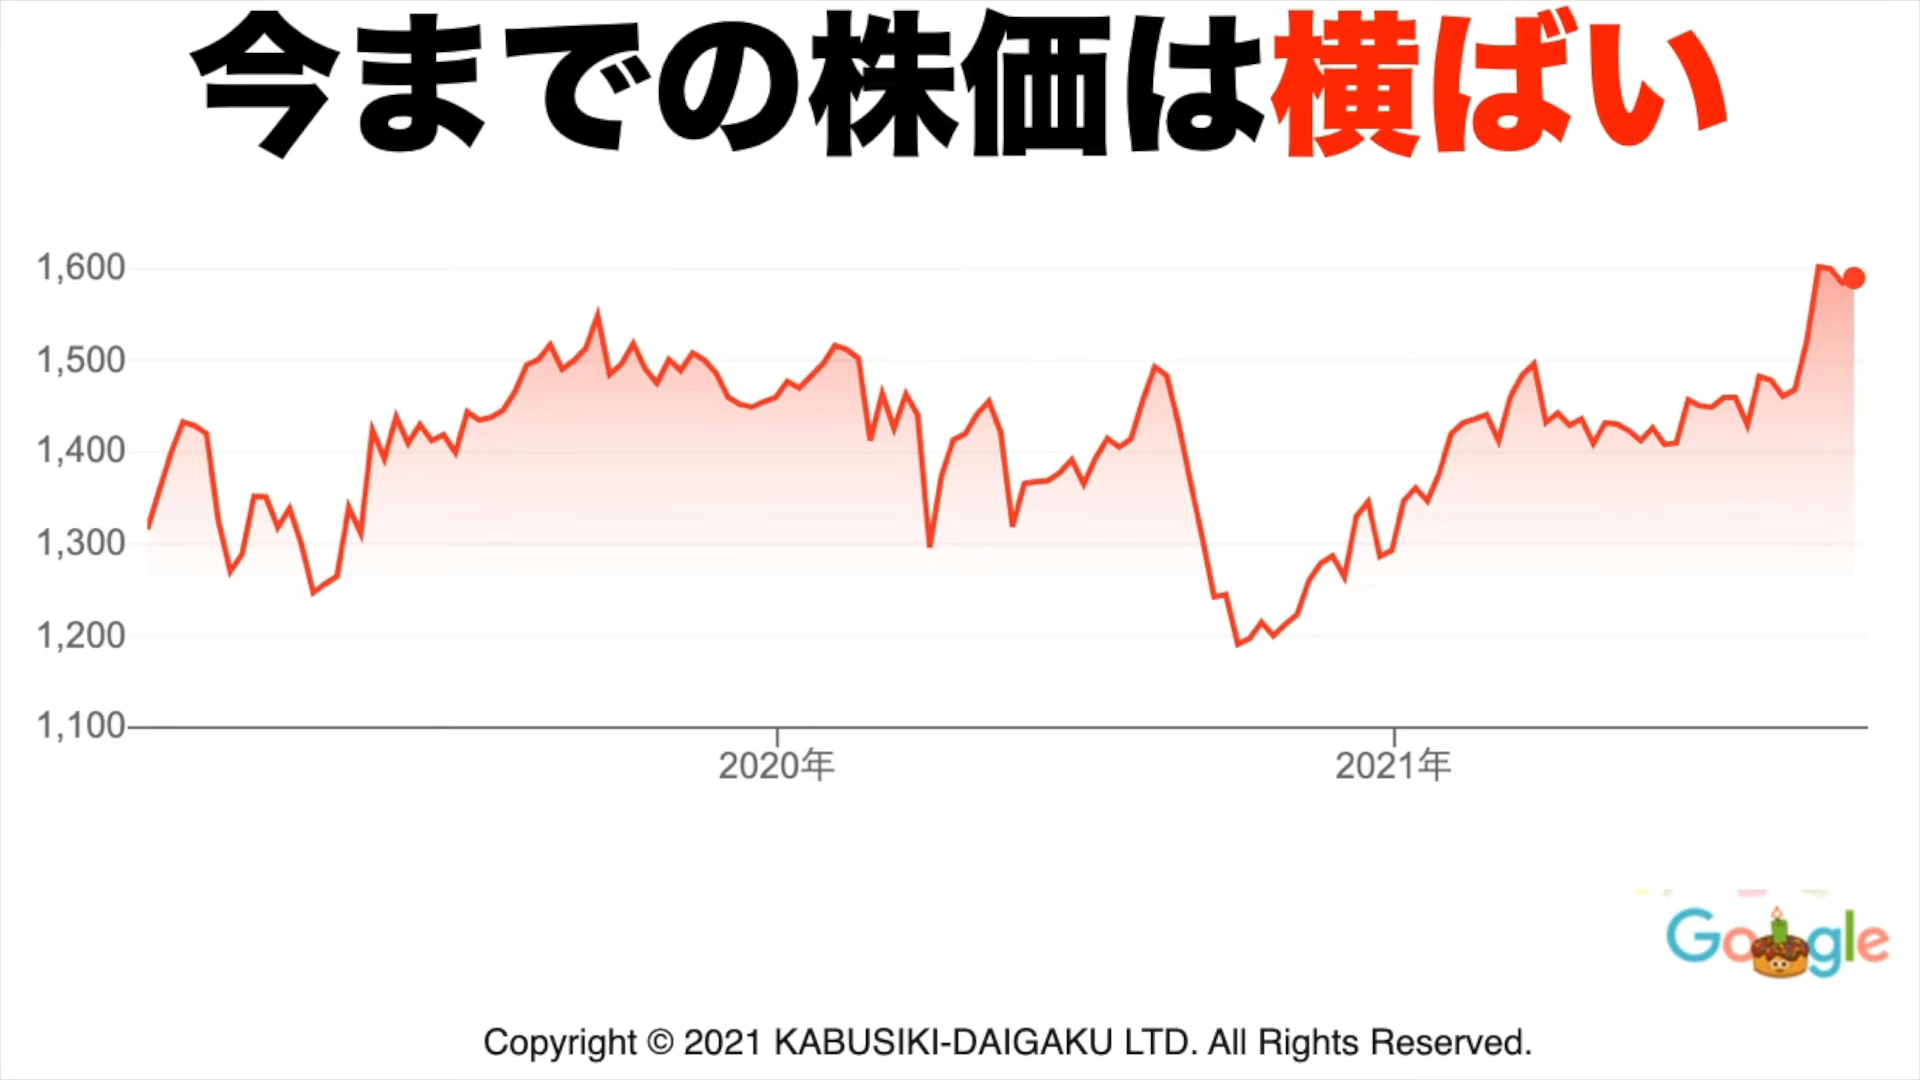 今までの株価は横ばい
1,600
1,500
1,400
1,300
1,200
1,100
2020年
2021年
Google
Copyright © 2021 KABUSIKI-DAIGAKU LTD. All Rights Reserved.